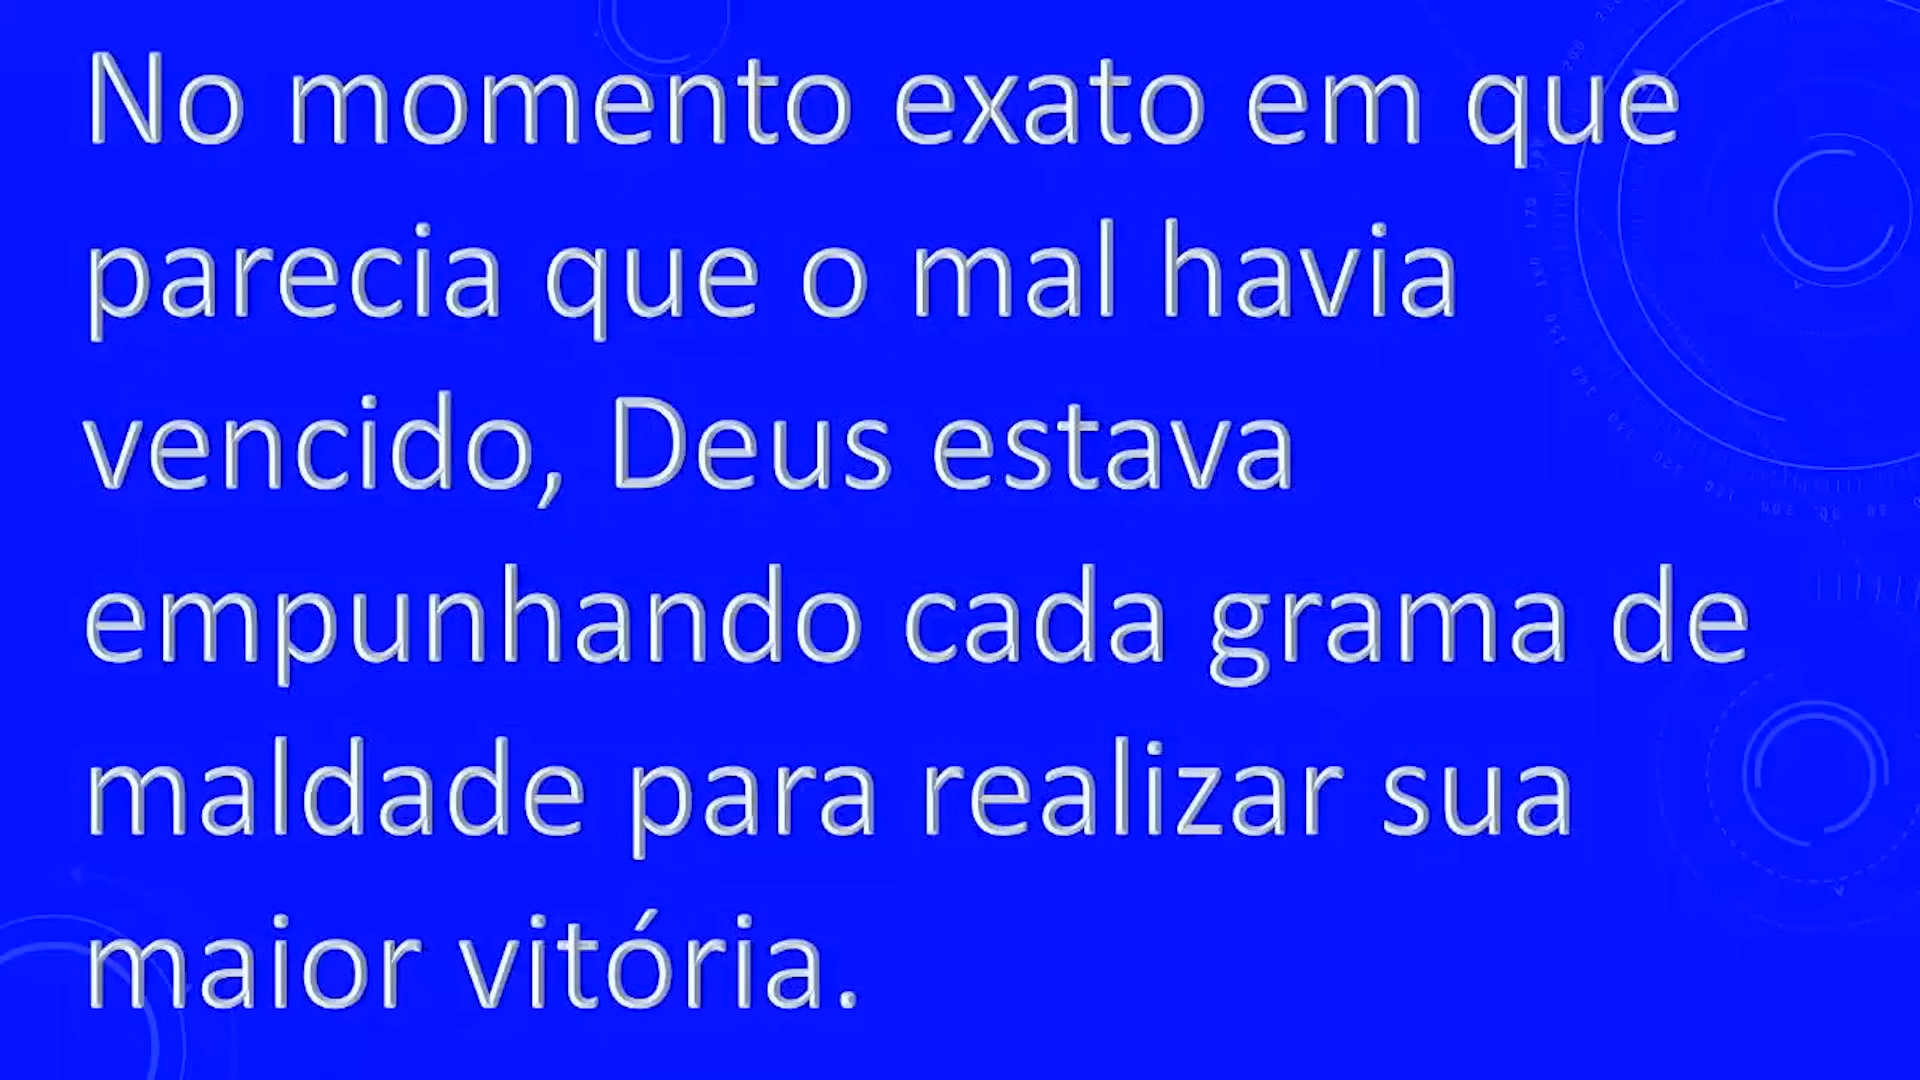 No momento exato em que
parecia que o mal havia
vencido, Deus estava
empunhando cada grama de
maldade para realizar sua
maior vitória.